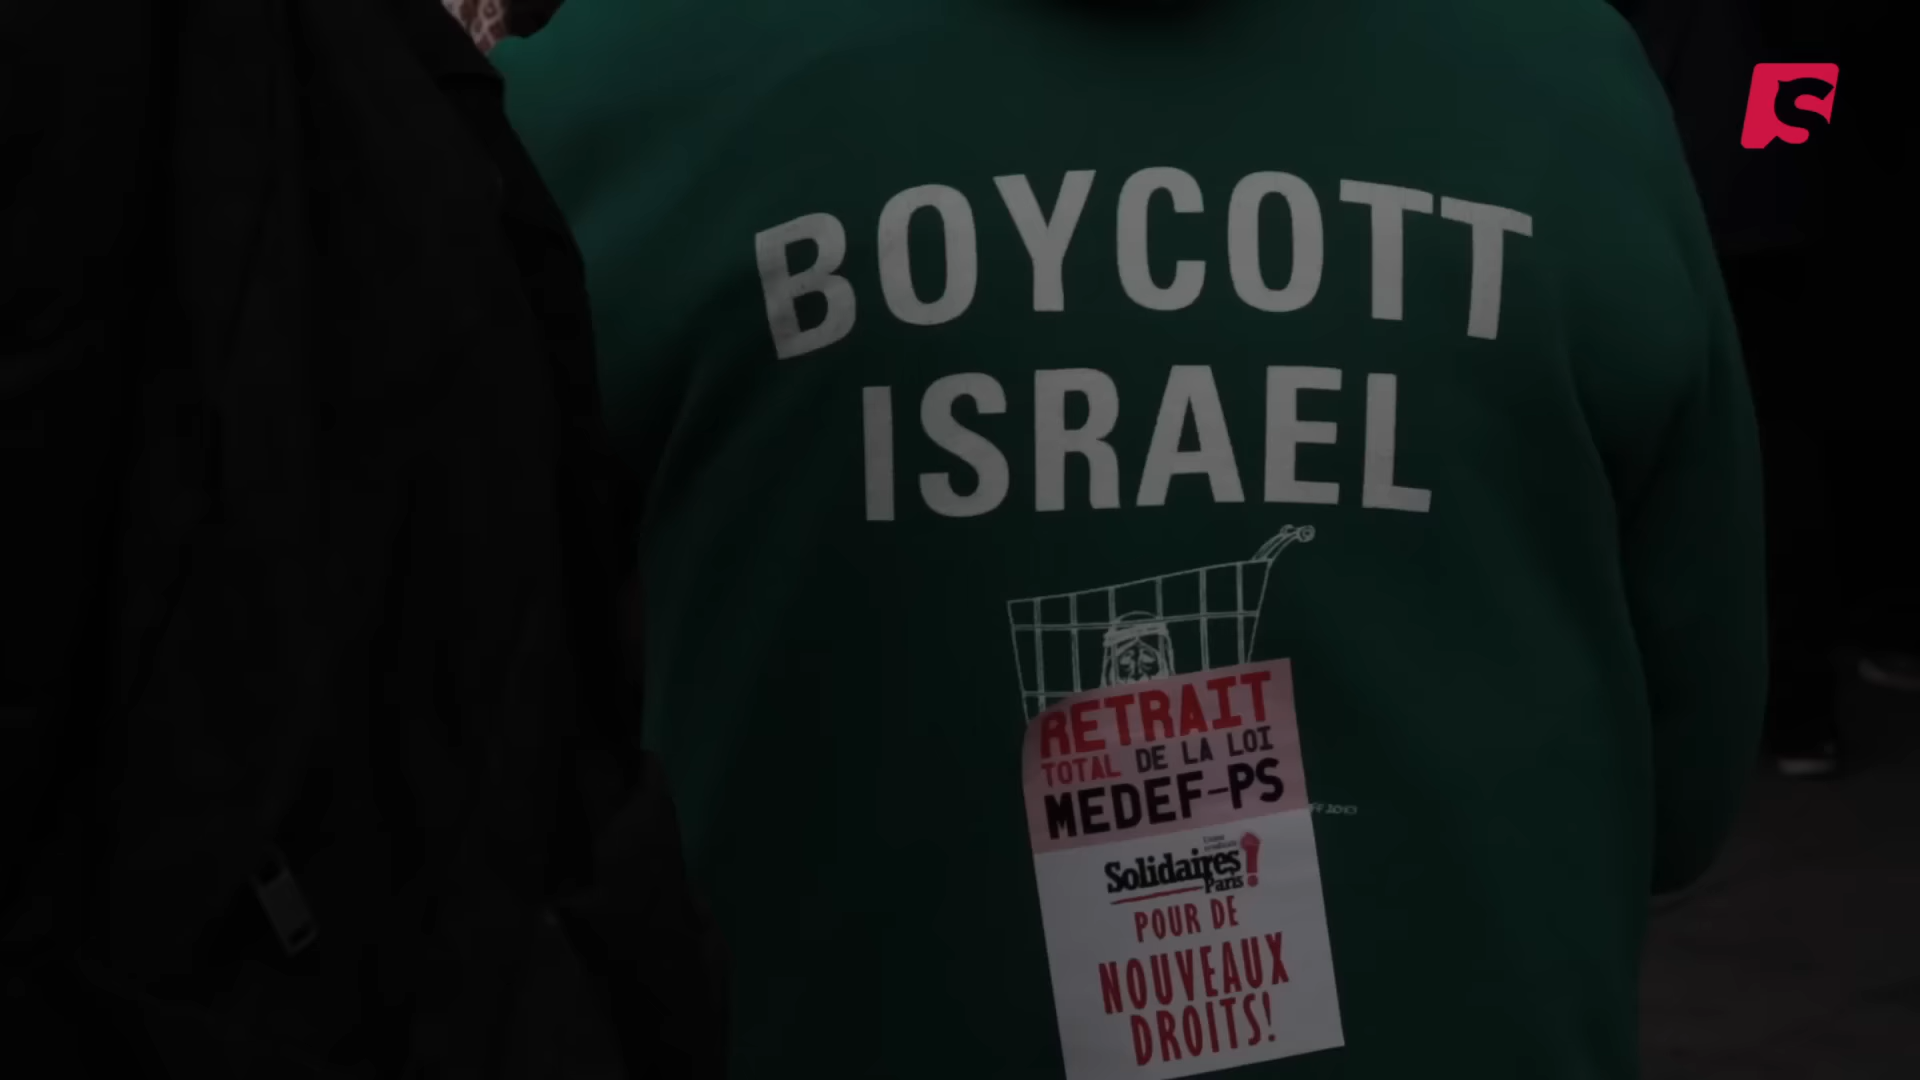 BOYCOTT
ISRAEL
RETRAIT
TOTAL DE LA LOI
MEDEF-PS
Solidaires
Paris
POUR DE
NOUVEAUX
DROITS!